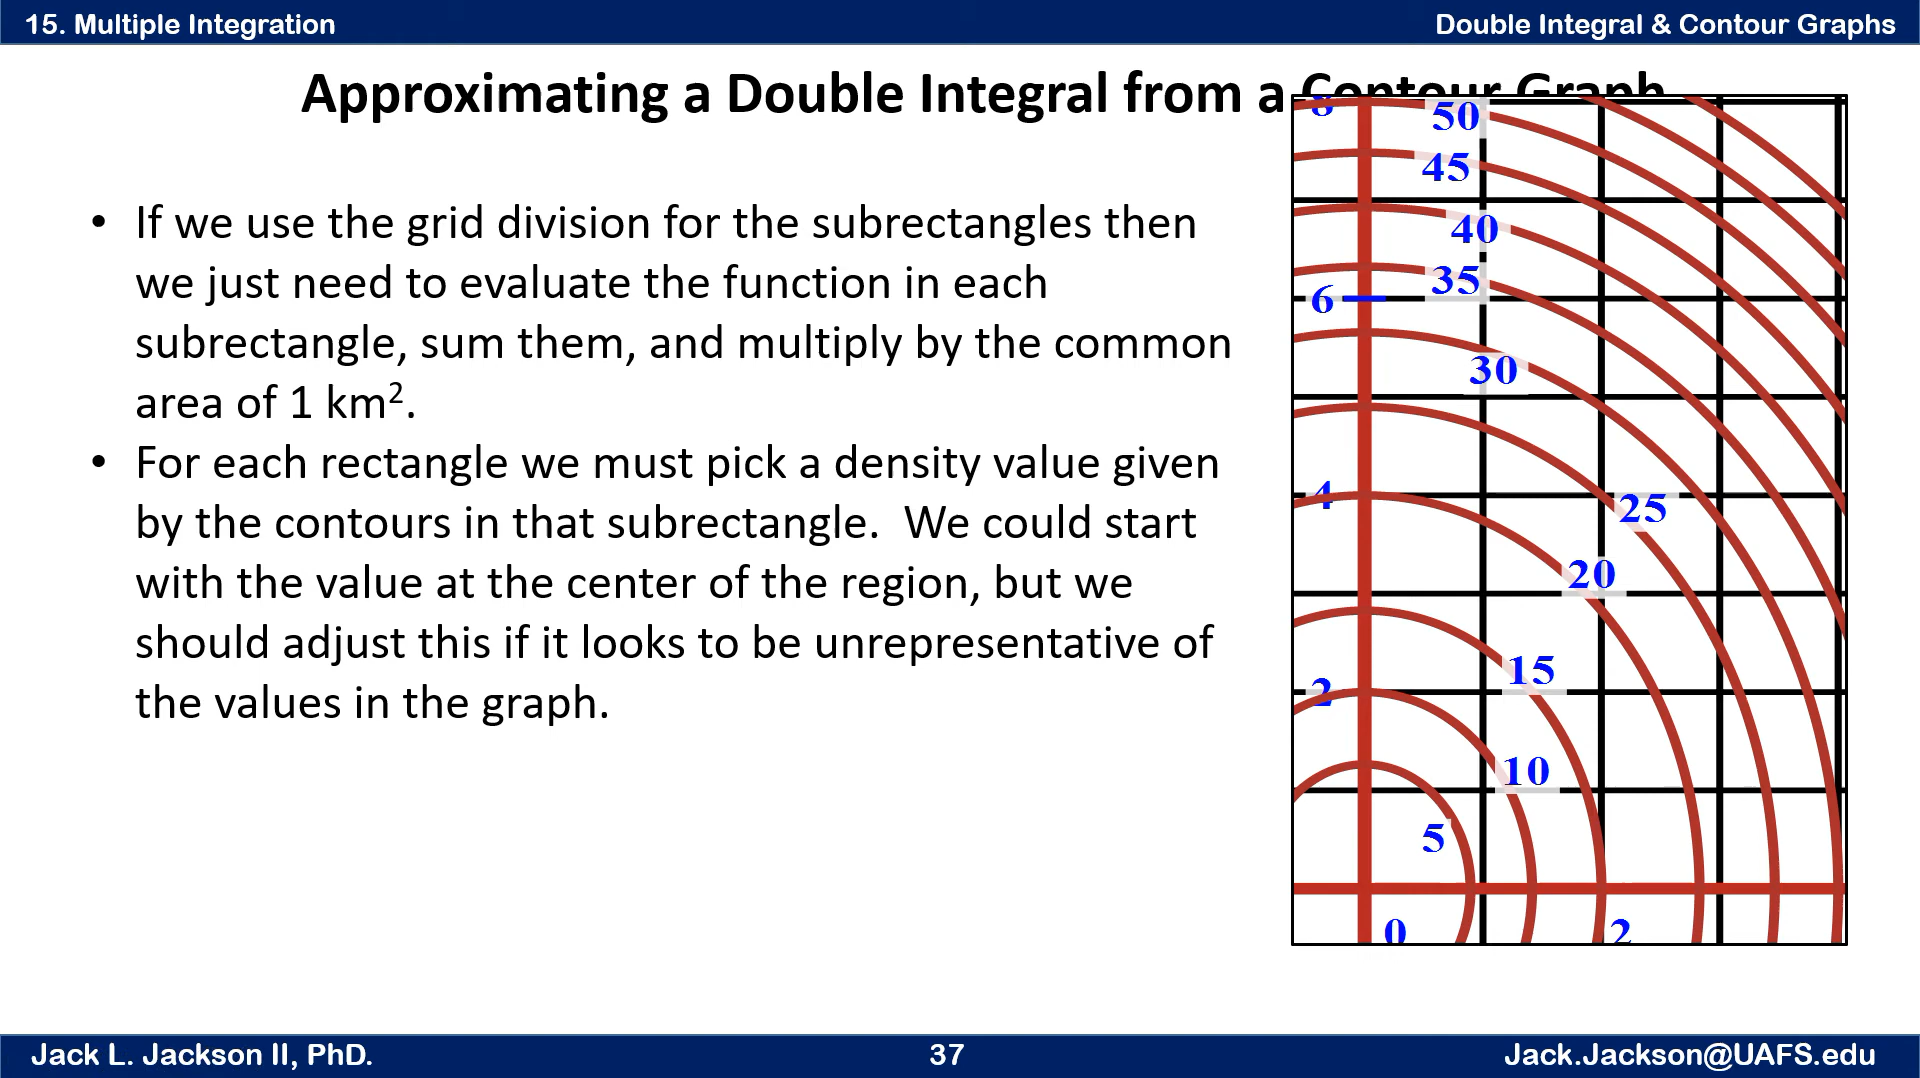 15. Multiple Integration
Double Integral & Contour Graphs
Approximating a Double Integral from a Contour Graph
• If we use the grid division for the subrectangles then
we just need to evaluate the function in each
subrectangle, sum them, and multiply by the common
area of 1 km².
• For each rectangle we must pick a density value given
by the contours in that subrectangle.  We could start
with the value at the center of the region, but we
should adjust this if it looks to be unrepresentative of
the values in the graph.
8
50
45
40
35
6
30
4
25
20
15
2
10
5
0
2
Jack L. Jackson II, PhD.
37
Jack.Jackson@UAFS.edu